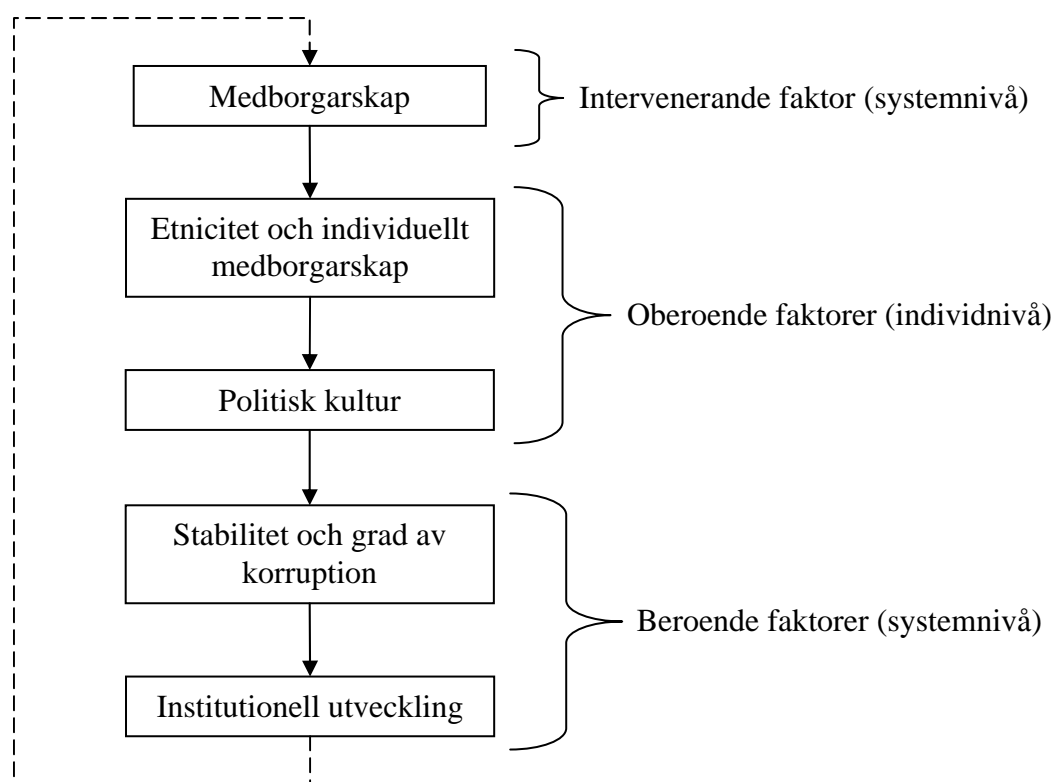 Medborgarskap
Intervenerande faktor (systemnivå)
Etnicitet och individuellt
medborgarskap
Oberoende faktorer (individnivå)
Politisk kultur
Stabilitet och grad av
korruption
Beroende faktorer (systemnivå)
Institutionell utveckling